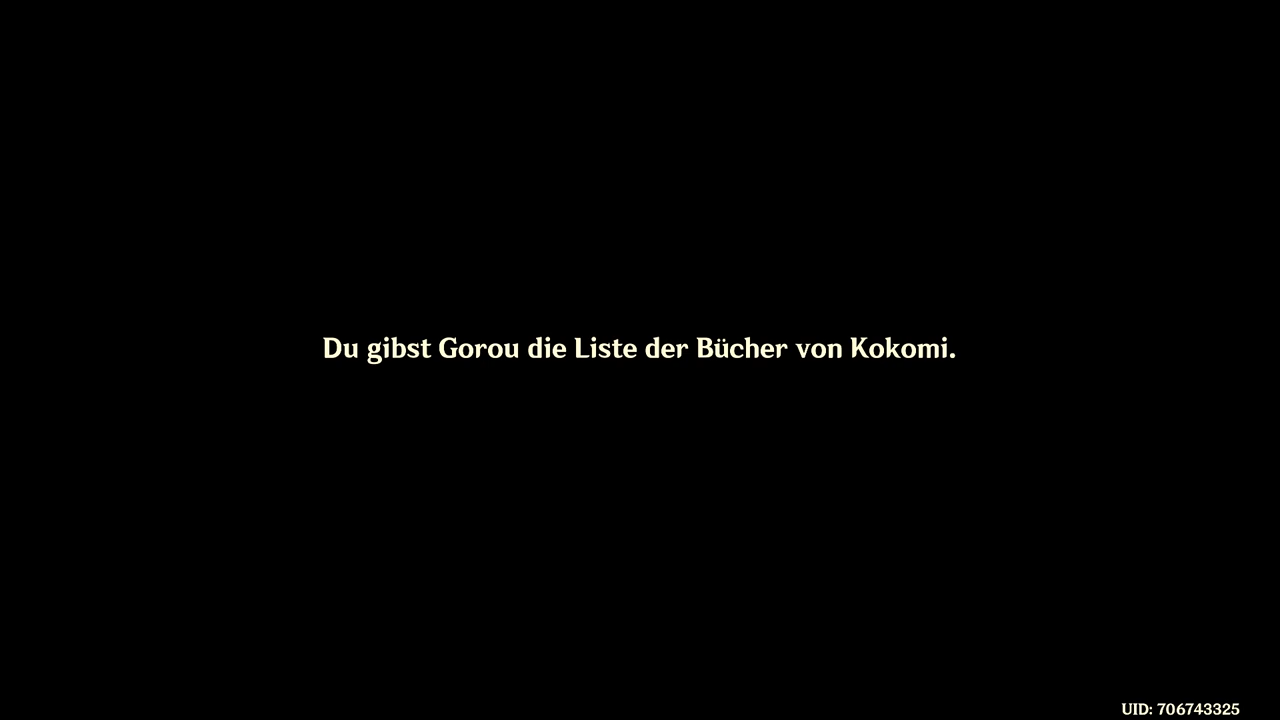 Du gibst Gorou die Liste der Bücher von Kokomi.
UID: 706743325